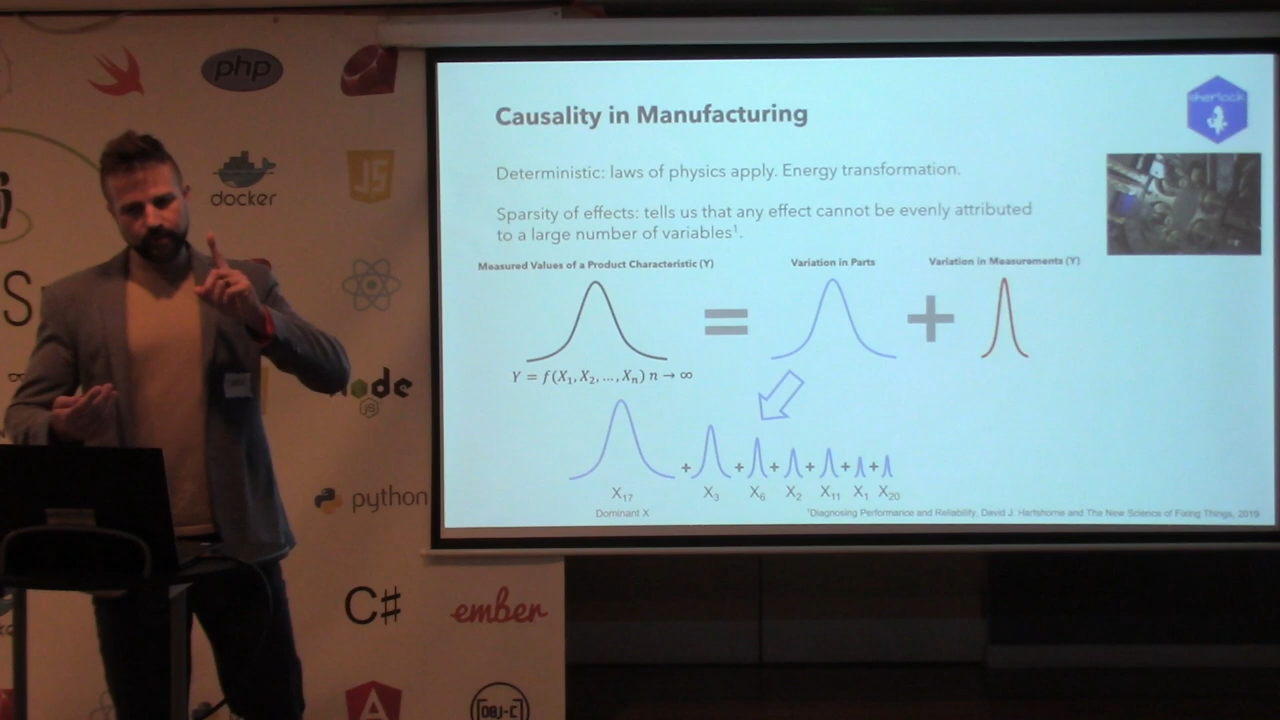 php
docker
JS
node
JS
python
C#
ember
OBJ-C
sherlock
Causality in Manufacturing
Deterministic: laws of physics apply. Energy transformation.
Sparsity of effects: tells us that any effect cannot be evenly attributed
to a large number of variables¹.
Measured Values of a Product Characteristic (Y)
Variation in Parts
Variation in Measurements (Y)
=
+
Y = f(X₁, X₂, ..., Xₙ) n → ∞
+ + + + + +
X₁₇ X₃ X₆ X₂ X₁₁ X₁ X₂₀
Dominant X
¹Diagnosing Performance and Reliability, David J. Hartshorne and The New Science of Fixing Things, 2019